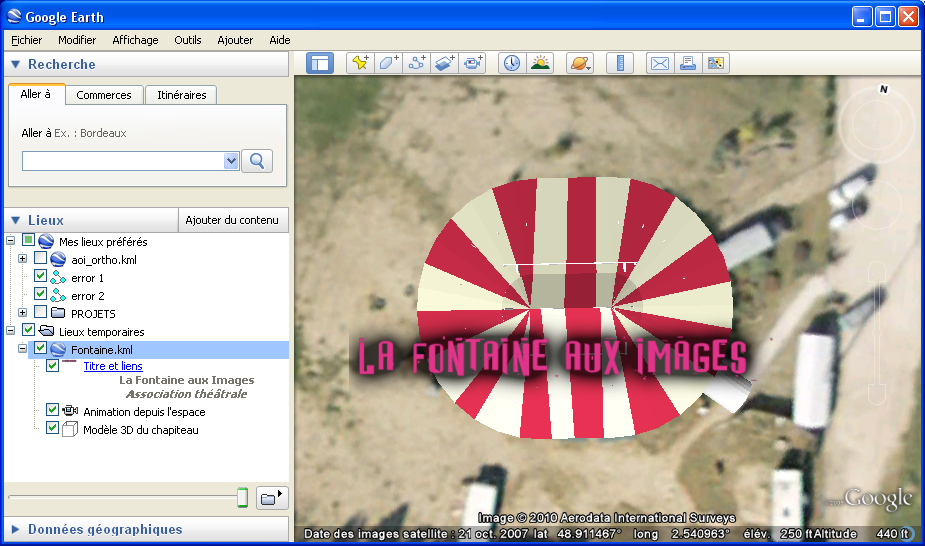 Google Earth
Fichier Modifier Affichage Outils Ajouter Aide
Recherche
Aller à Commerces Itinéraires
Aller à Ex. : Bordeaux
Lieux Ajouter du contenu
Mes lieux préférés
aoi_ortho.kml
error 1
error 2
PROJETS
Lieux temporaires
Fontaine.kml
Titre et liens
La Fontaine aux Images
Association théâtrale
Animation depuis l'espace
Modèle 3D du chapiteau
Données géographiques
N
LA FONTAINE AUX IMAGES
Google
Image © 2010 Aerodata International Surveys
Date des images satellite : 21 oct. 2007 lat 48.911467° long 2.540963° élév. 250 ft Altitude 440 ft